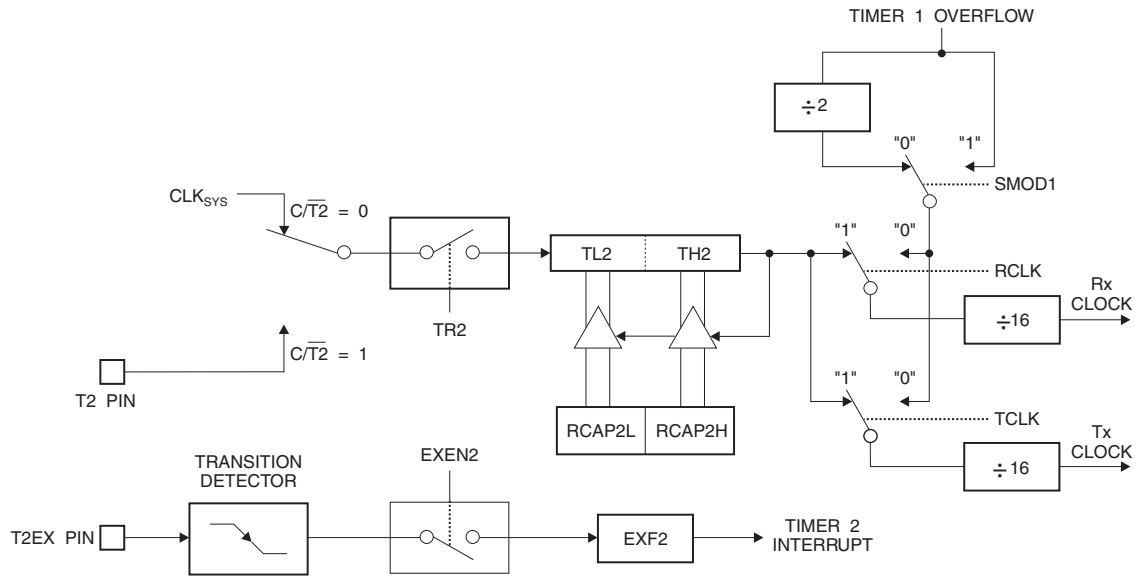 TIMER 1 OVERFLOW
÷2
"0" "1"
SMOD1
CLKSYS
C/T2 = 0
TR2
C/T2 = 1
T2 PIN
TL2 TH2
RCAP2L RCAP2H
"1" "0"
RCLK
÷16
Rx
CLOCK
"1" "0"
TCLK
÷16
Tx
CLOCK
TRANSITION
DETECTOR
EXEN2
T2EX PIN
EXF2
TIMER 2
INTERRUPT